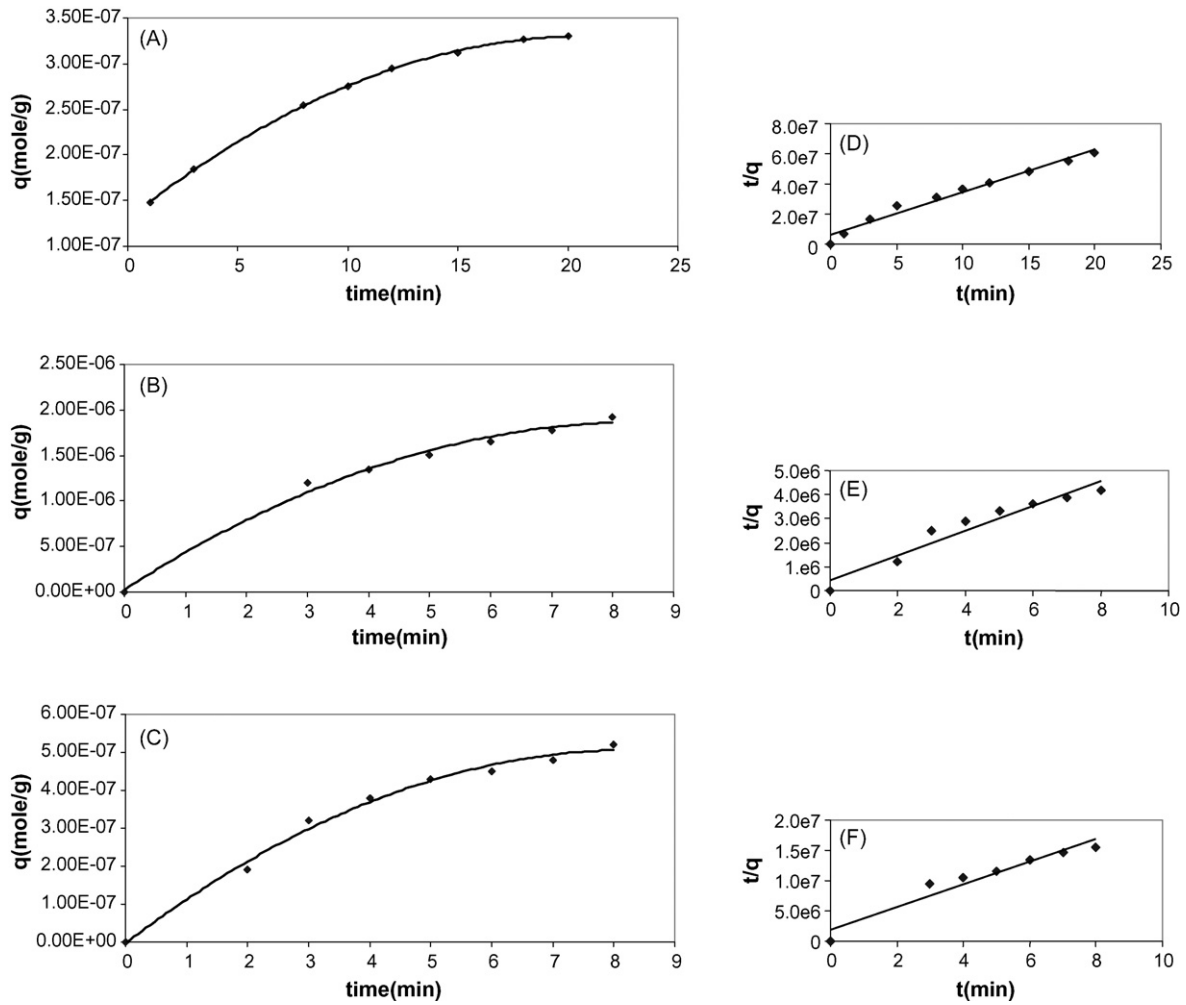 (A)
q(mole/g)
3.50E-07
3.00E-07
2.50E-07
2.00E-07
1.50E-07
1.00E-07
0 5 10 15 20 25
time(min)
(D)
t/q
8.0e7
6.0e7
4.0e7
2.0e7
0
0 5 10 15 20 25
t(min)
(B)
q(mole/g)
2.50E-06
2.00E-06
1.50E-06
1.00E-06
5.00E-07
0.00E+00
0 1 2 3 4 5 6 7 8 9
time(min)
(E)
t/q
5.0e6
4.0e6
3.0e6
2.0e6
1.e6
0
0 2 4 6 8 10
t(min)
(C)
q(mole/g)
6.00E-07
5.00E-07
4.00E-07
3.00E-07
2.00E-07
1.00E-07
0.00E+00
0 1 2 3 4 5 6 7 8 9
time(min)
(F)
t/q
2.0e7
1.5e7
1.0e7
5.0e6
0
0 2 4 6 8 10
t(min)